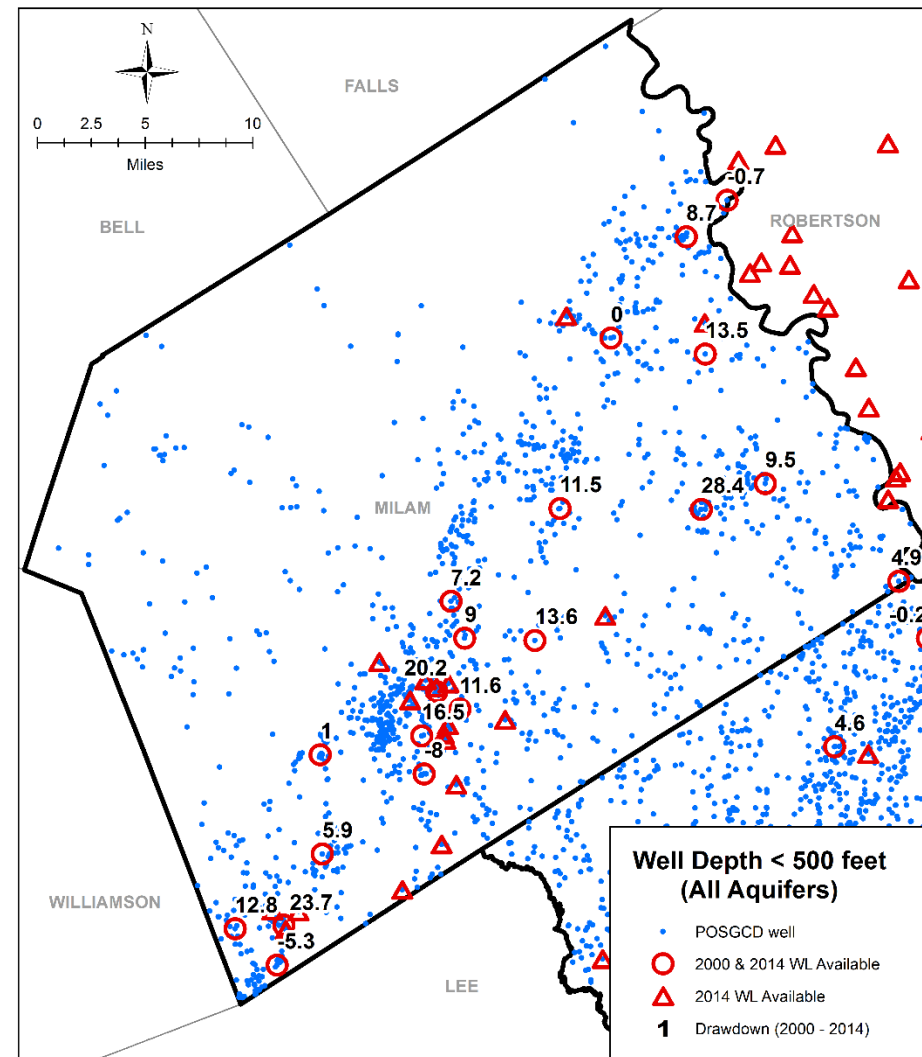 N
FALLS
0 2.5 5 10
Miles
-0.7
BELL
8.7
ROBERTSON
0
13.5
9.5
11.5
28.4
MILAM
4.9
7.2
-0.2
9
13.6
20.2
11.6
16.5
4.6
1
-8
5.9
Well Depth < 500 feet
(All Aquifers)
WILLIAMSON
12.8
23.7
POSGCD well
-5.3
2000 & 2014 WL Available
LEE
2014 WL Available
1 Drawdown (2000 - 2014)